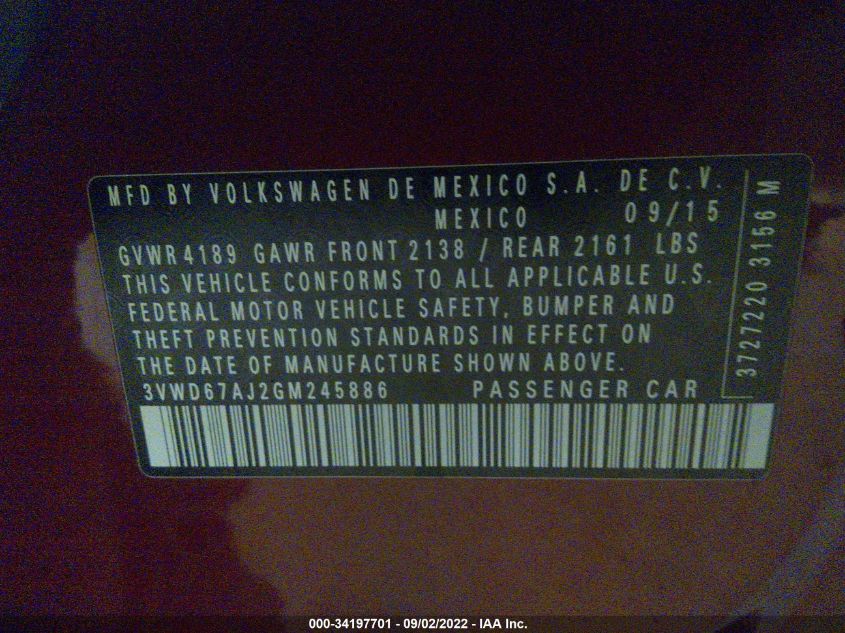 MFD BY VOLKSWAGEN DE MEXICO S.A. DE C.V.
MEXICO 09/15
GVWR 4189 GAWR FRONT 2138 / REAR 2161 LBS
THIS VEHICLE CONFORMS TO ALL APPLICABLE U.S.
FEDERAL MOTOR VEHICLE SAFETY, BUMPER AND
THEFT PREVENTION STANDARDS IN EFFECT ON
THE DATE OF MANUFACTURE SHOWN ABOVE.
3VWD67AJ2GM245886 PASSENGER CAR
3727220 3156 M
000-34197701 - 09/02/2022 - IAA Inc.